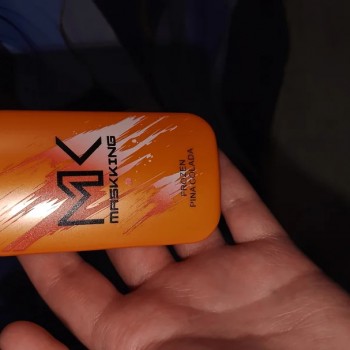 MK
MASKKING
FROZEN
PINA COLADA